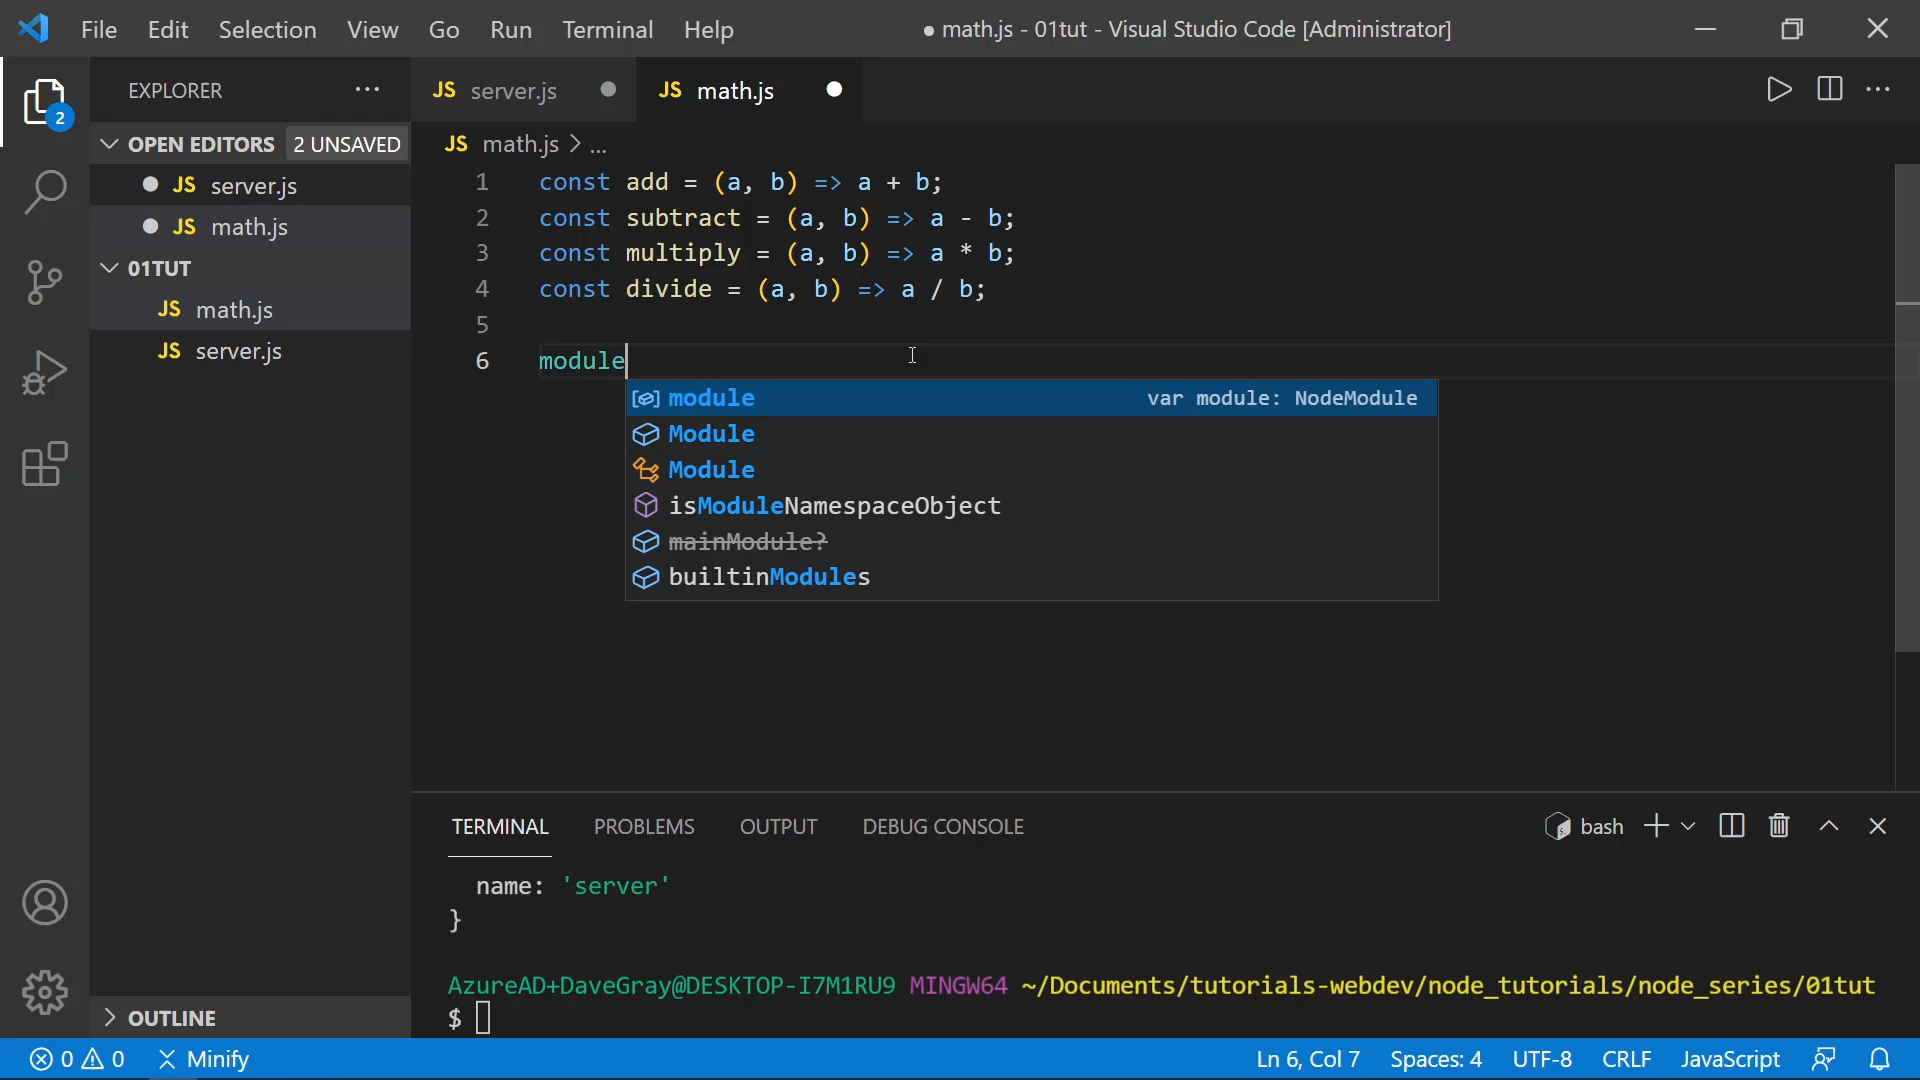 File Edit Selection View Go Run Terminal Help
● math.js - 01tut - Visual Studio Code [Administrator]
2
EXPLORER ...
JS server.js
JS math.js
OPEN EDITORS 2 UNSAVED
JS server.js
JS math.js
01TUT
JS math.js
JS server.js
JS math.js > ...
1 const add = (a, b) => a + b;
2 const subtract = (a, b) => a - b;
3 const multiply = (a, b) => a * b;
4 const divide = (a, b) => a / b;
5
6 module
module var module: NodeModule
Module
Module
isModuleNamespaceObject
mainModule?
builtinModules
TERMINAL PROBLEMS OUTPUT DEBUG CONSOLE
bash
name: 'server'
}
AzureAD+DaveGray@DESKTOP-I7M1RU9 MINGW64 ~/Documents/tutorials-webdev/node_tutorials/node_series/01tut
$
OUTLINE
0 0 Minify
Ln 6, Col 7 Spaces: 4 UTF-8 CRLF JavaScript